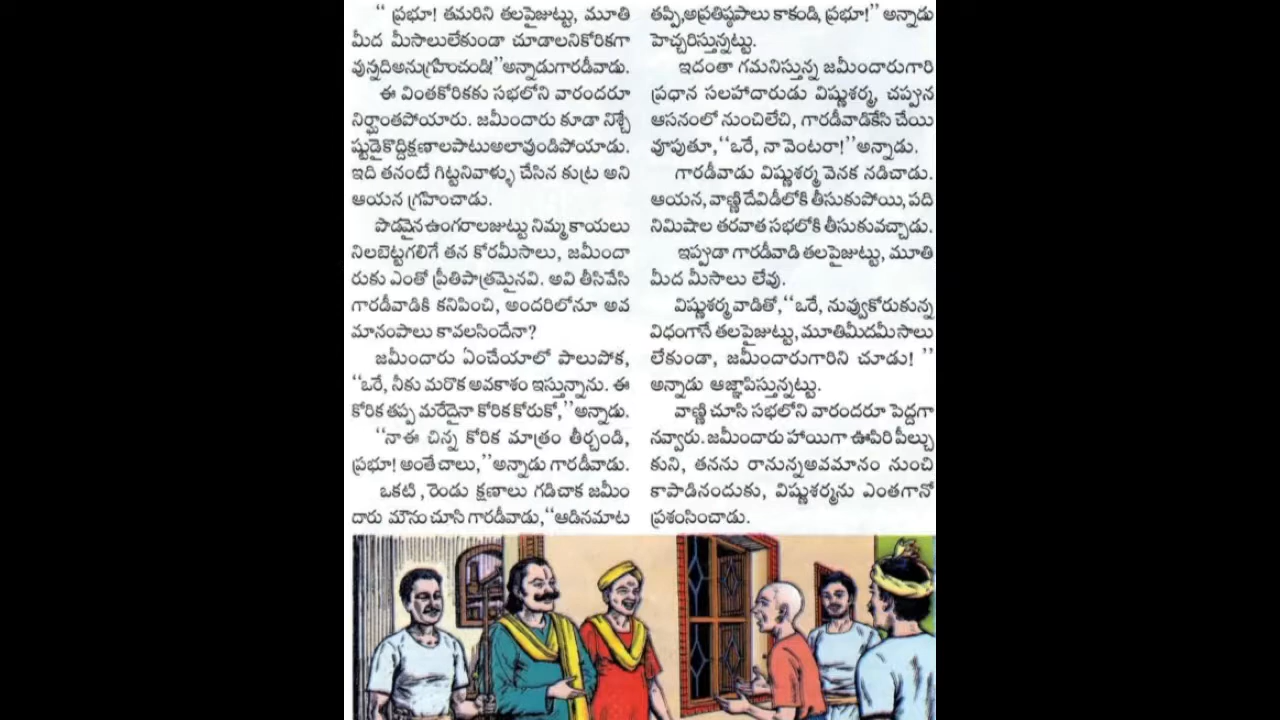 “ ప్రభూ! తమరిని తలపైజుట్టు, మూతి
మీద మీసాలులేకుండా చూడాలనికోరికగా
వున్నదిఅనుగ్రహించండి!”అన్నాడుగారడీవాడు.
ఈ వింతకోరికకు సభలోని వారందరూ
నిర్ఘాంతపోయారు. జమీందారు కూడా నిశ్చే
ష్టుడైకొద్దిక్షణాలపాటుఅలావుండిపోయాడు.
ఇది తనంటే గిట్టనివాళ్ళు చేసిన కుట్ర అని
ఆయన గ్రహించాడు.
పొడవైన ఉంగరాలజుట్టు నిమ్మకాయలు
నిలబెట్టగలిగే తన కోరమీసాలు, జమీందా
రుకు ఎంతో ప్రీతిపాత్రమైనవి. అవి తీసివేసి
గారడీవాడికి కనిపించి, అందరిలోనూ అవ
మానంపాలు కావలసిందేనా?
జమీందారు ఏంచేయాలో పాలుపోక,
“ఒరే, నీకు మరొక అవకాశం ఇస్తున్నాను. ఈ
కోరిక తప్ప మరేదైనా కోరిక కోరుకో,” అన్నాడు.
“నాఈ చిన్న కోరిక మాత్రం తీర్చండి,
ప్రభూ! అంతే చాలు,” అన్నాడు గారడీవాడు.
ఒకటి , రెండు క్షణాలు గడిచాక జమీం
దారు మౌనం చూసి గారడీవాడు, “ఆడినమాట
తప్పి,అప్రతిష్ఠపాలు కాకండి, ప్రభూ!” అన్నాడు
హెచ్చరిస్తున్నట్టు.
ఇదంతా గమనిస్తున్న జమీందారుగారి
ప్రధాన సలహాదారుడు విష్ణుశర్మ, చప్పున
ఆసనంలో నుంచిలేచి, గారడీవాడికేసి చేయి
వూపుతూ, “ఒరే, నా వెంటరా!” అన్నాడు.
గారడీవాడు విష్ణుశర్మ వెనక నడిచాడు.
ఆయన, వాణ్ణి దేవిడీలోకి తీసుకుపోయి, పది
నిమిషాల తరవాత సభలోకి తీసుకువచ్చాడు.
ఇప్పుడా గారడీవాడి తలపైజుట్టు, మూతి
మీద మీసాలు లేవు.
విష్ణుశర్మ వాడితో, “ఒరే, నువ్వుకోరుకున్న
విధంగానే తలపైజుట్టు, మూతిమీదమీసాలు
లేకుండా, జమీందారుగారిని చూడు! ”
అన్నాడు ఆజ్ఞాపిస్తున్నట్టు.
వాణ్ణి చూసి సభలోని వారందరూ పెద్దగా
నవ్వారు. జమీందారు హాయిగా ఊపిరి పీల్చు
కుని, తనను రానున్నఅవమానం నుంచి
కాపాడినందుకు, విష్ణుశర్మను ఎంతగానో
ప్రశంసించాడు.